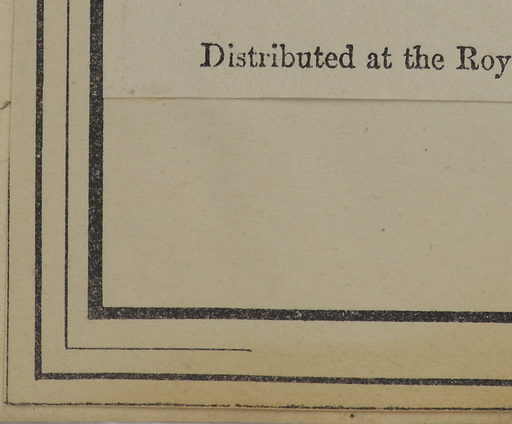 Distributed at the Roy